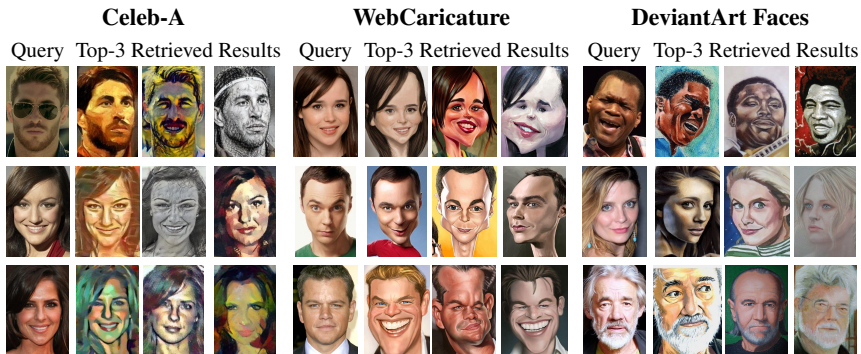 Celeb-A WebCaricature DeviantArt Faces
Query Top-3 Retrieved Results Query Top-3 Retrieved Results Query Top-3 Retrieved Results